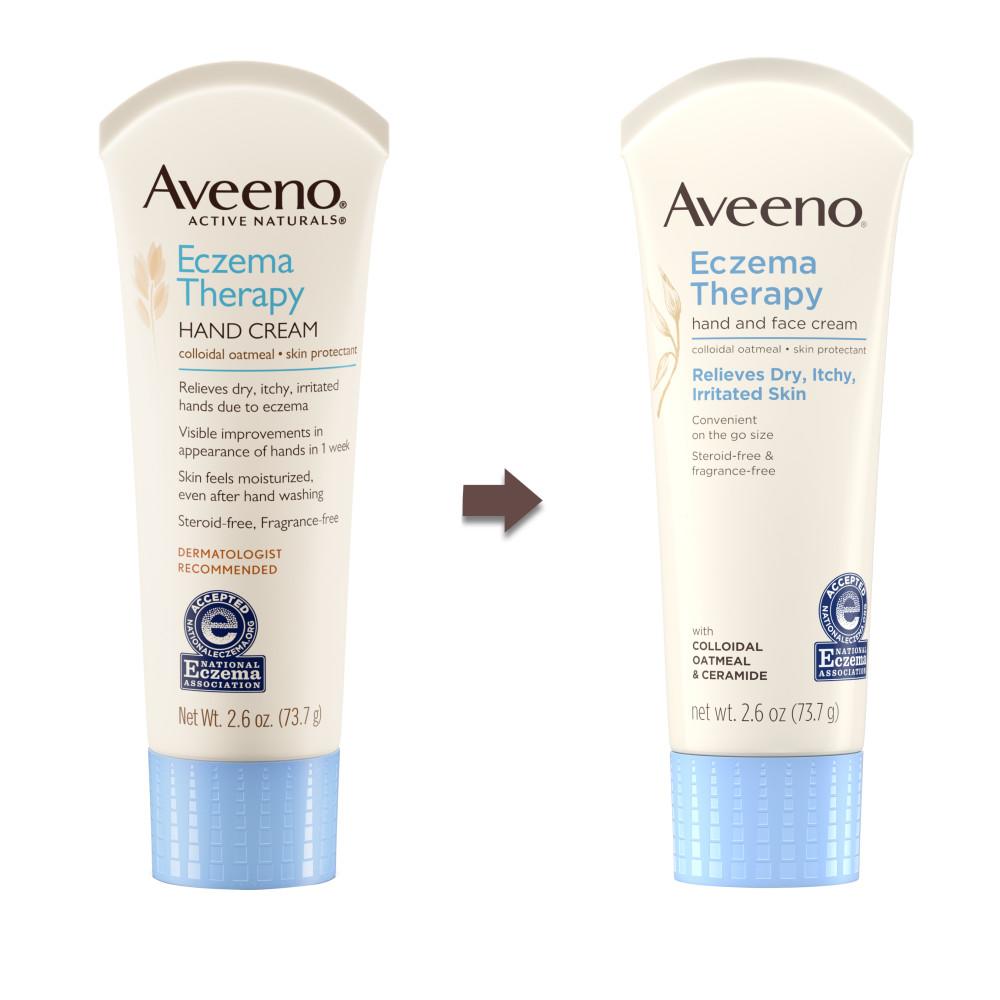 Aveeno®
ACTIVE NATURALS®
Eczema
Therapy
HAND CREAM
colloidal oatmeal • skin protectant
Relieves dry, itchy, irritated
hands due to eczema
Visible improvements in
appearance of hands in 1 week
Skin feels moisturized,
even after hand washing
Steroid-free, Fragrance-free
DERMATOLOGIST
RECOMMENDED
ACCEPTED
NATIONALECZEMA.ORG
e
NATIONAL
Eczema
ASSOCIATION
Net Wt. 2.6 oz. (73.7 g)
Aveeno®
Eczema
Therapy
hand and face cream
colloidal oatmeal • skin protectant
Relieves Dry, Itchy,
Irritated Skin
Convenient
on the go size
Steroid-free &
fragrance-free
ACCEPTED
NATIONALECZEMA.ORG
e
NATIONAL
Eczema
ASSOCIATION
with
COLLOIDAL
OATMEAL
& CERAMIDE
net wt. 2.6 oz (73.7 g)